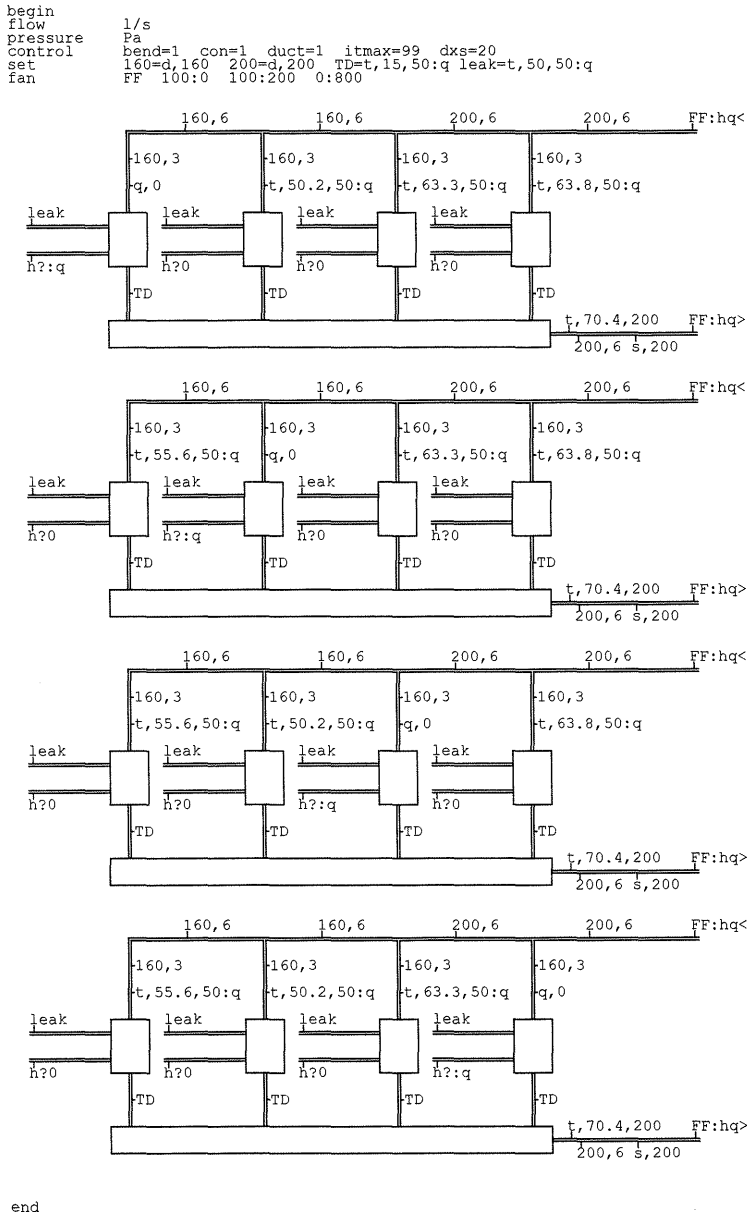 begin
flow l/s
pressure Pa
control bend=1 con=1 duct=1 itmax=99 dxs=20
set 160=d,160 200=d,200 TD=t,15,50:q leak=t,50,50:q
fan FF 100:0 100:200 0:800
160,6 160,6 200,6 200,6 FF:hq<
160,3 160,3 160,3 160,3
q,0 t,50.2,50:q t,63.3,50:q t,63.8,50:q
leak leak leak leak
h?:q h?0 h?0 h?0
TD TD TD TD
t,70.4,200 FF:hq>
200,6 s,200
160,6 160,6 200,6 200,6 FF:hq<
160,3 160,3 160,3 160,3
t,55.6,50:q q,0 t,63.3,50:q t,63.8,50:q
leak leak leak leak
h?0 h?:q h?0 h?0
TD TD TD TD
t,70.4,200 FF:hq>
200,6 s,200
160,6 160,6 200,6 200,6 FF:hq<
160,3 160,3 160,3 160,3
t,55.6,50:q t,50.2,50:q q,0 t,63.8,50:q
leak leak leak leak
h?0 h?0 h?:q h?0
TD TD TD TD
t,70.4,200 FF:hq>
200,6 s,200
160,6 160,6 200,6 200,6 FF:hq<
160,3 160,3 160,3 160,3
t,55.6,50:q t,50.2,50:q t,63.3,50:q q,0
leak leak leak leak
h?0 h?0 h?0 h?:q
TD TD TD TD
t,70.4,200 FF:hq>
200,6 s,200
end